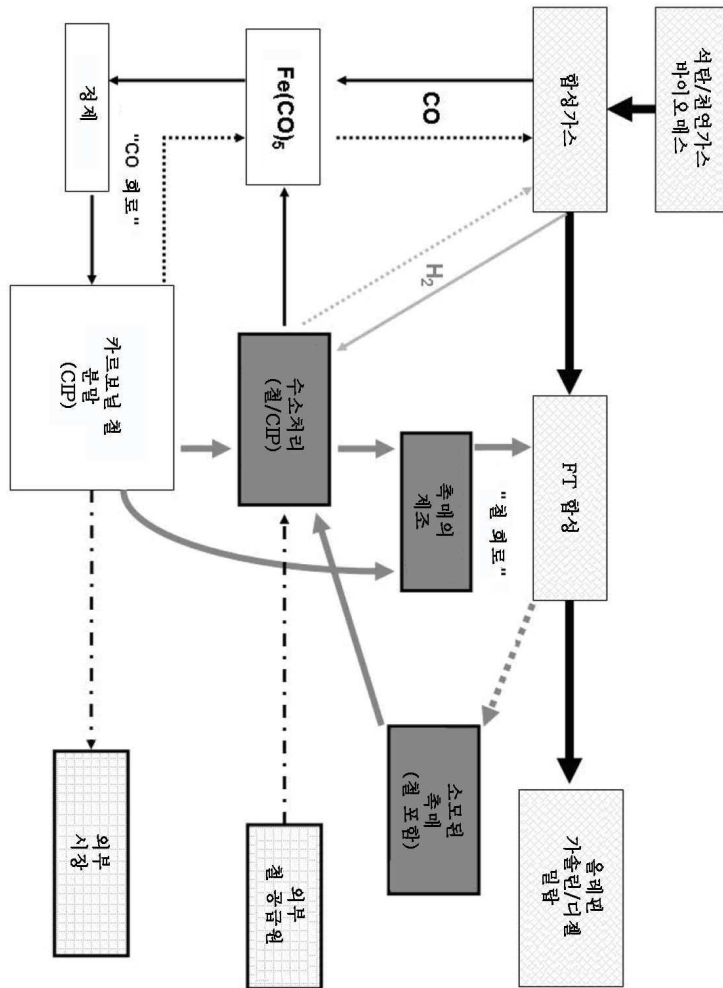 석탄/천연가스
바이오매스
올레핀
가솔린/디젤
밀랍
합성가스
FT 합성
"철 회로"
CO
H₂
촉매의
제조
소모된
촉매
(철 포함)
Fe(CO)₅
수소처리
(철/CIP)
외부
철 공급원
"CO 회로"
정제
카르보닐 철
분말
(CIP)
외부
시장